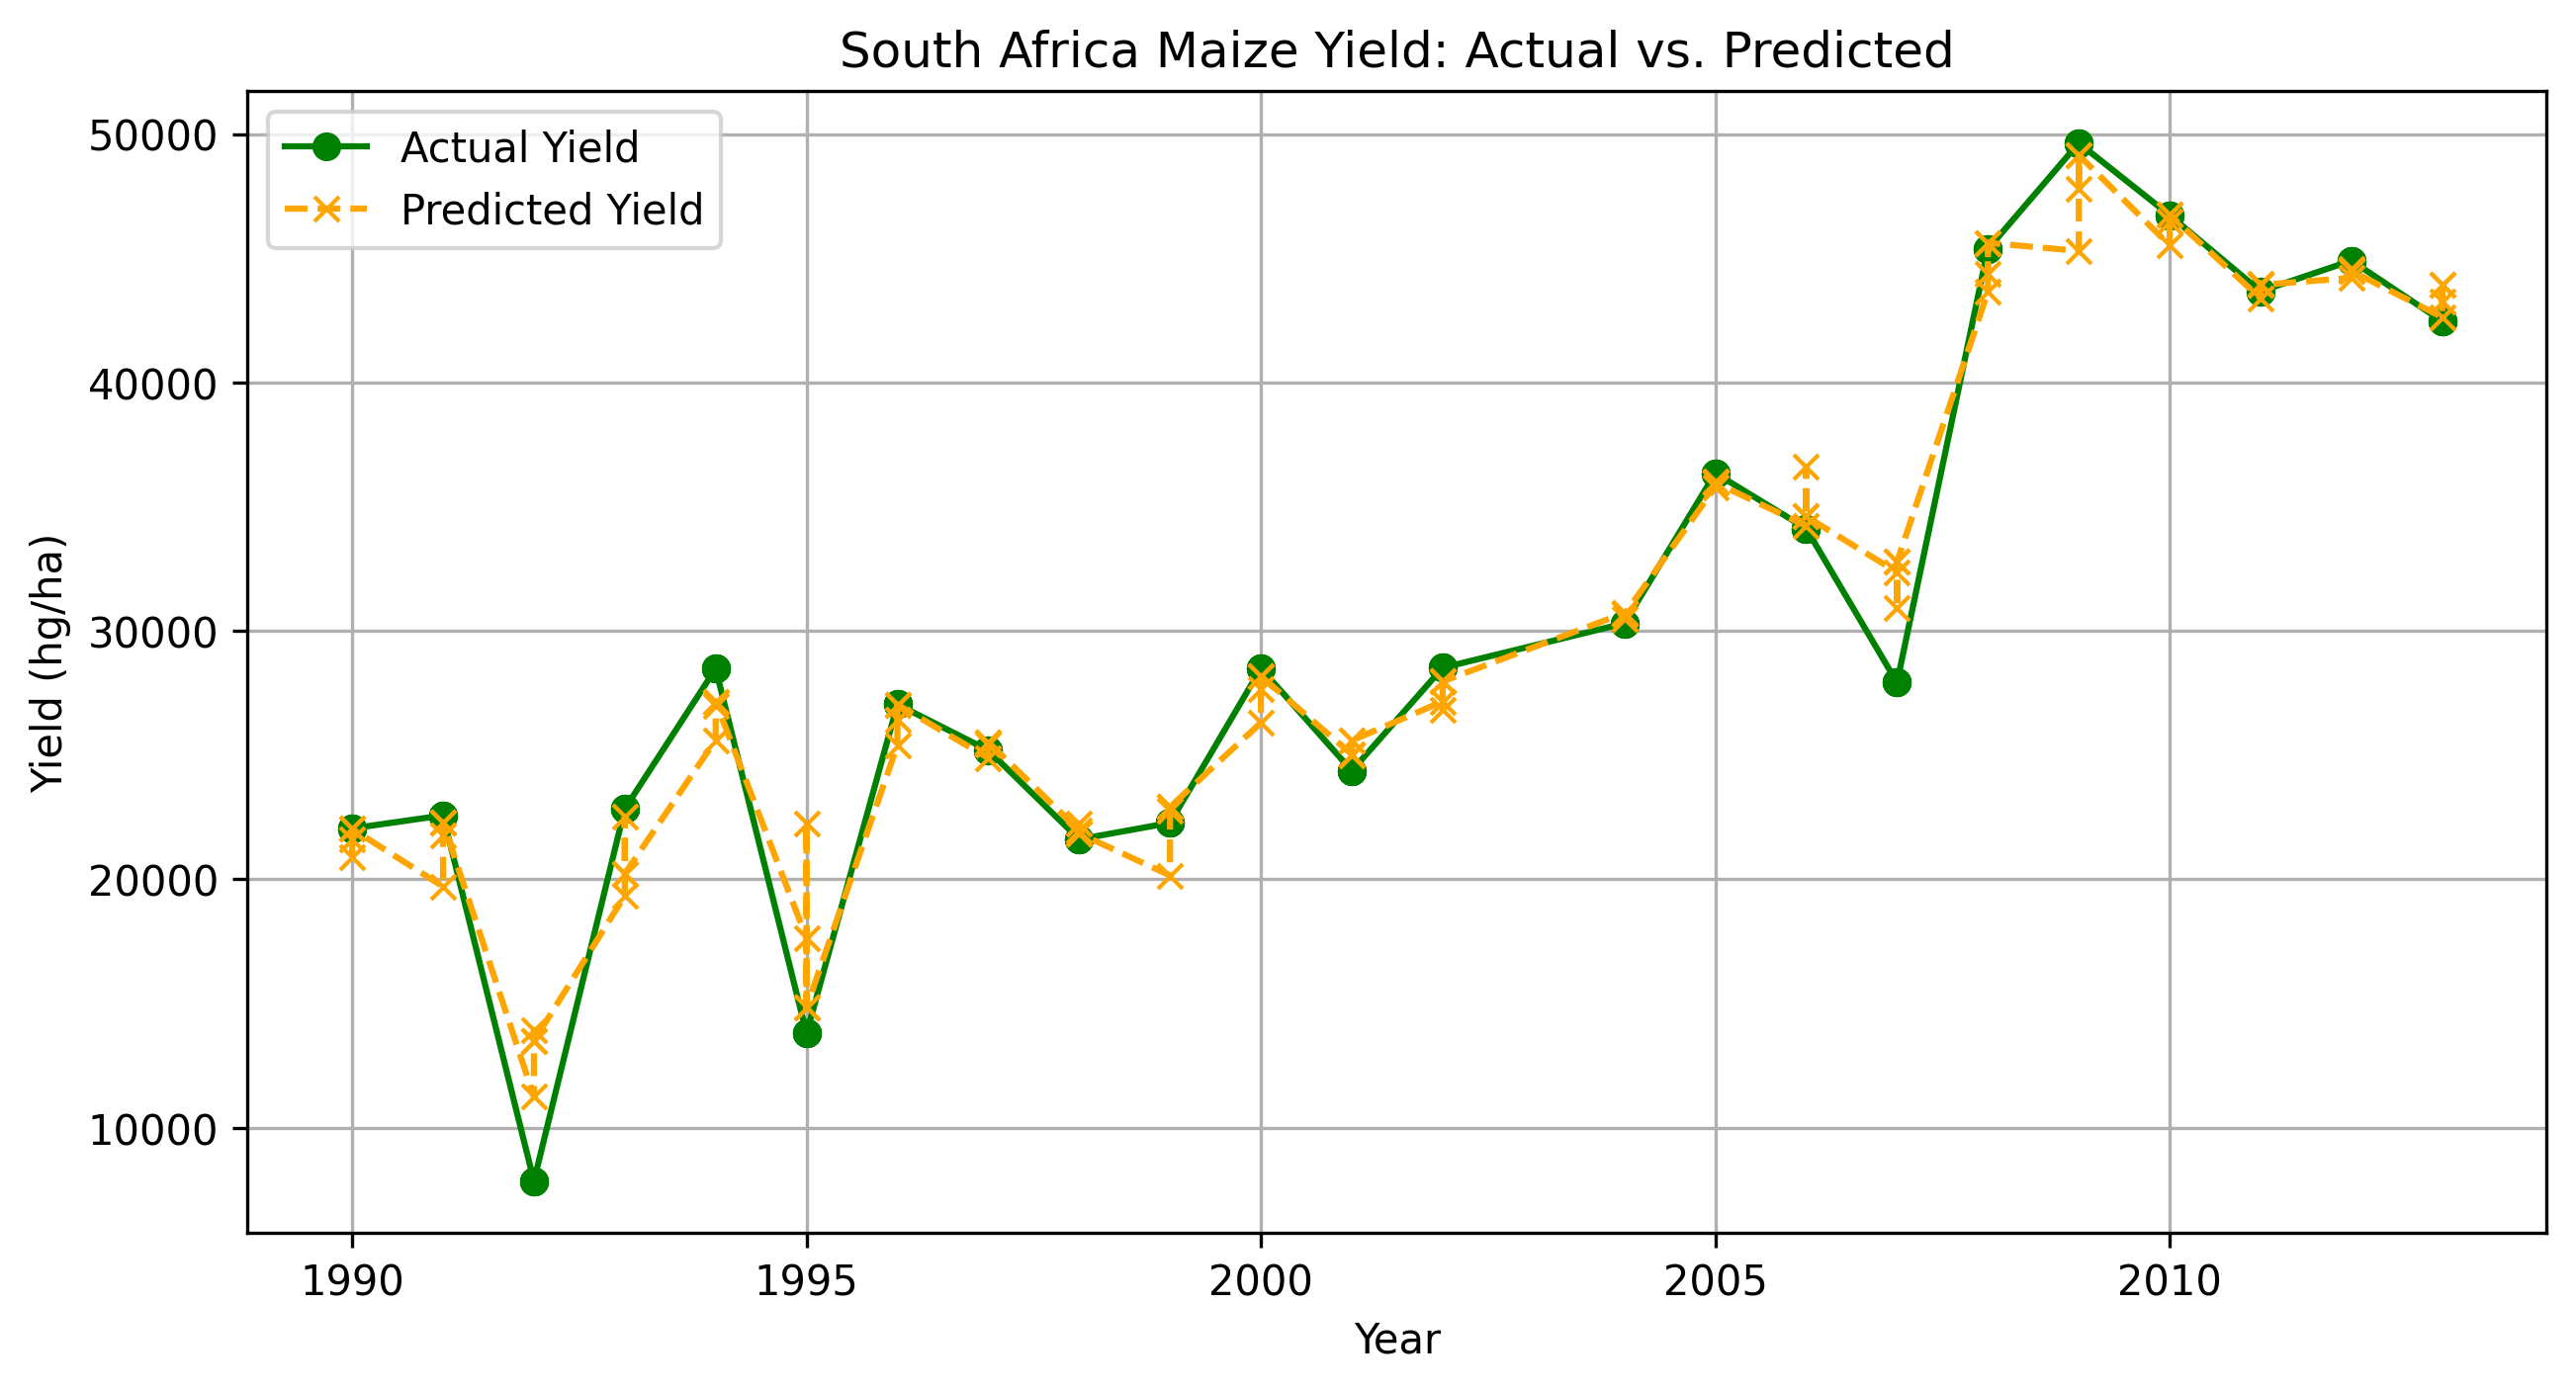 South Africa Maize Yield: Actual vs. Predicted
Actual Yield
Predicted Yield
50000
40000
30000
20000
10000
Yield (hg/ha)
1990 1995 2000 2005 2010
Year